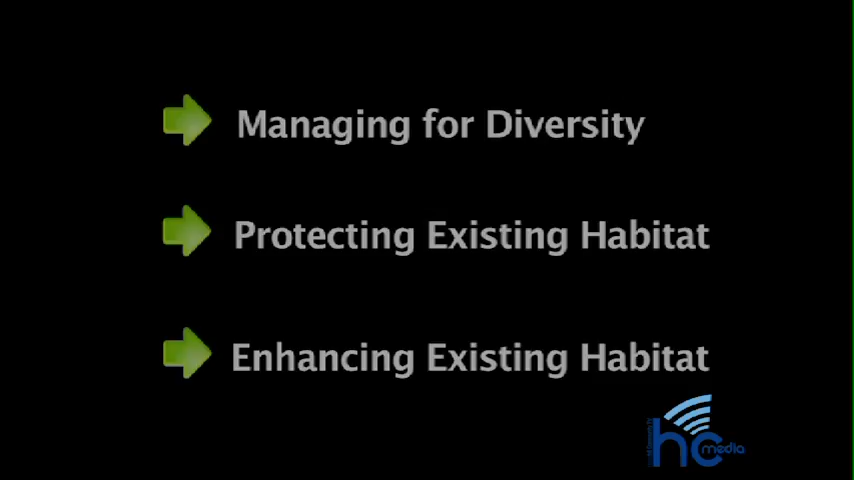 Managing for Diversity
Protecting Existing Habitat
Enhancing Existing Habitat
hc media